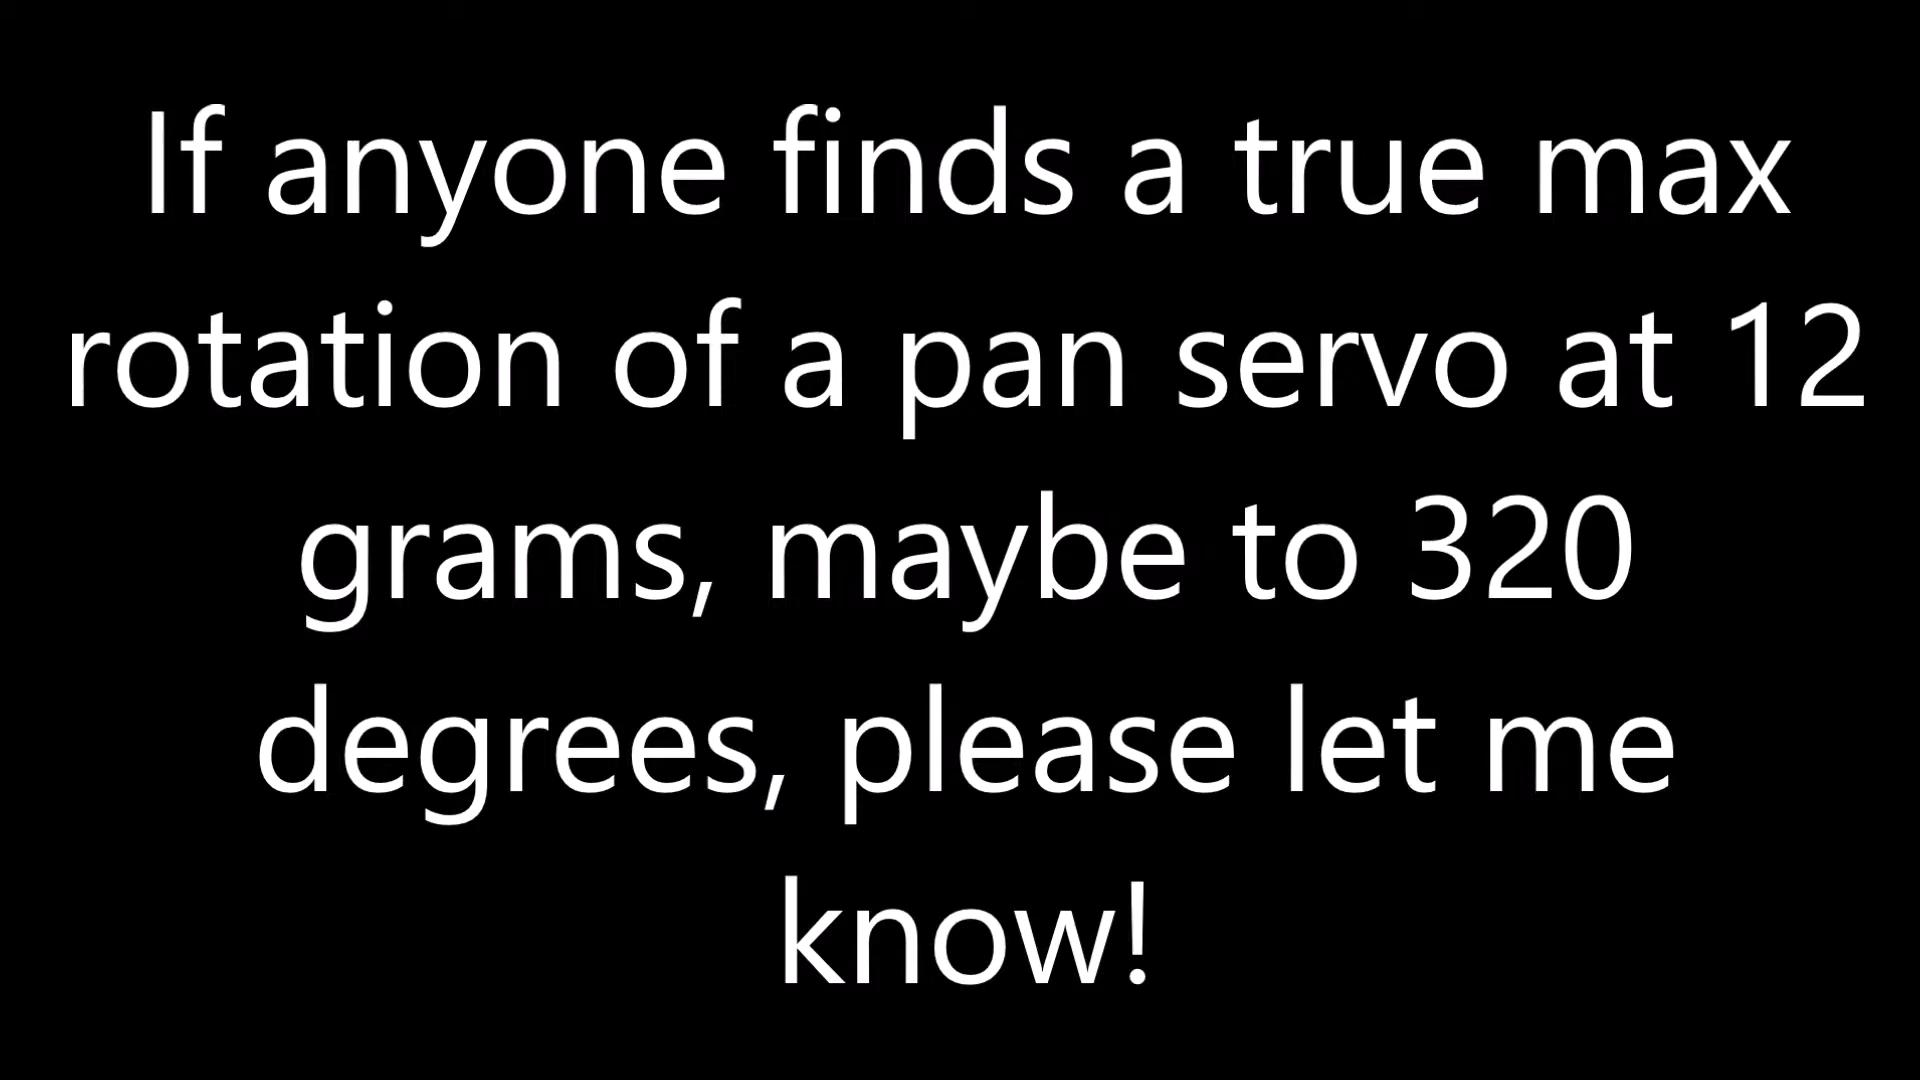 If anyone finds a true max
rotation of a pan servo at 12
grams, maybe to 320
degrees, please let me
know!